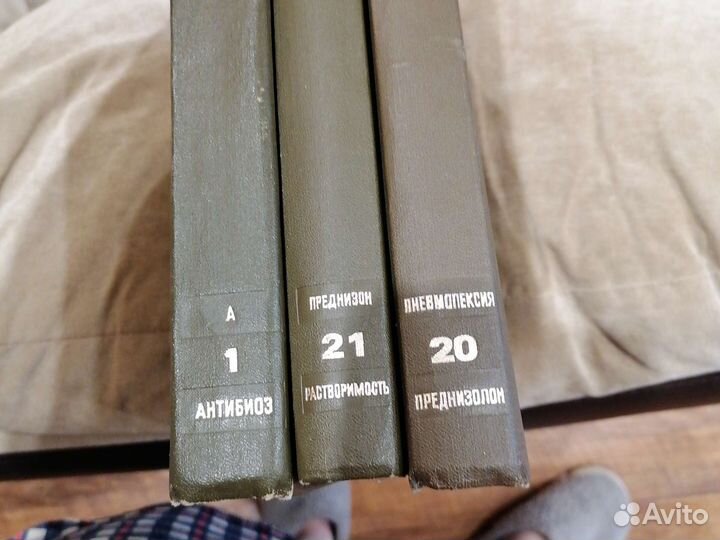 А
1
АНТИБИОЗ
ПРЕДНИЗОН
21
РАСТВОРИМОСТЬ
ПНЕВМОПЕКСИЯ
20
ПРЕДНИЗОЛОН
Avito